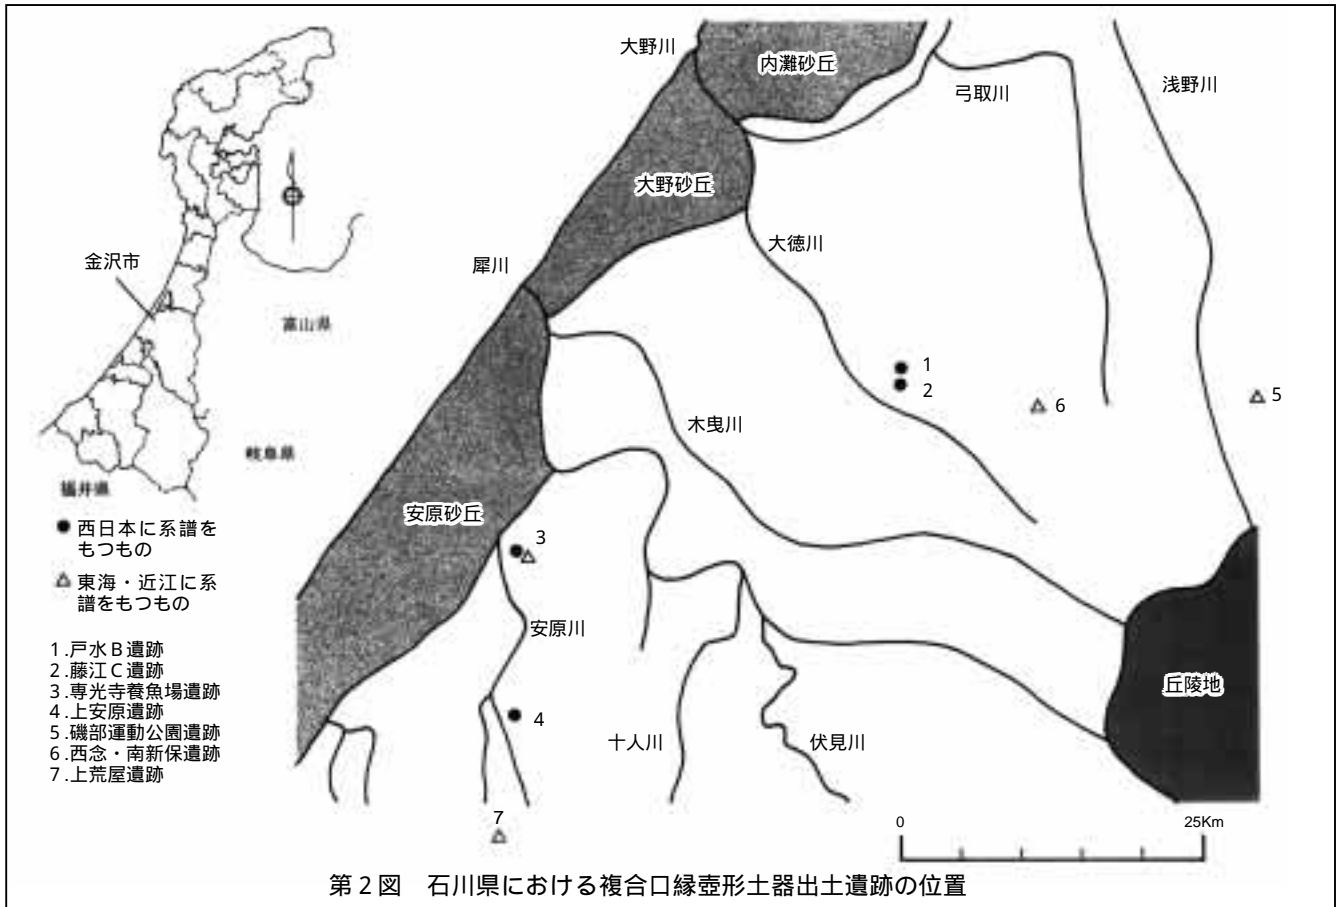 大野川
内灘砂丘
弓取川
浅野川
大野砂丘
大徳川
犀川
金沢市
富山県
岐阜県
福井県
1
2
6
5
木曳川
安原砂丘
3
安原川
4
十人川
伏見川
丘陵地
7
西日本に系譜を
もつもの
東海・近江に系
譜をもつもの
1.戸水B遺跡
2.藤江C遺跡
3.専光寺養魚場遺跡
4.上安原遺跡
5.磯部運動公園遺跡
6.西念・南新保遺跡
7.上荒屋遺跡
0
25Km
第2図 石川県における複合口縁壺形土器出土遺跡の位置